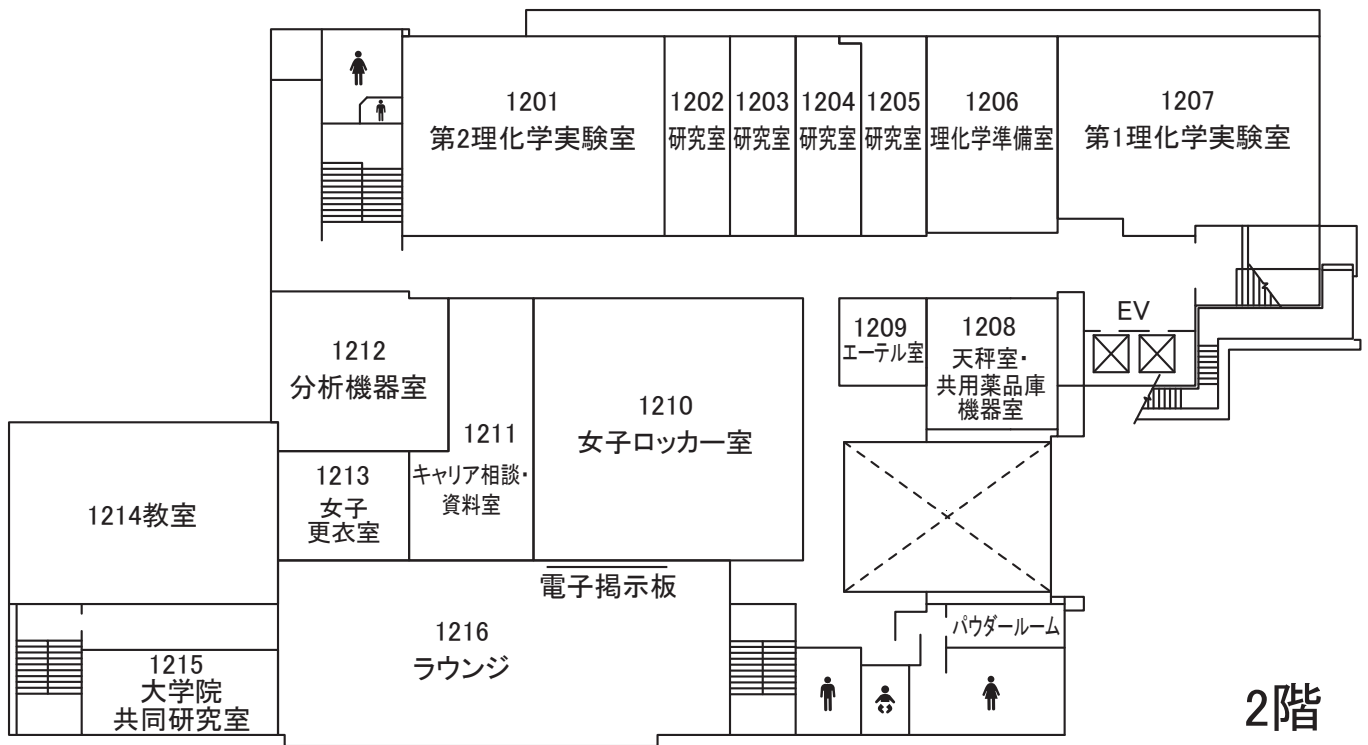 1201
第2理化学実験室
1202
研究室
1203
研究室
1204
研究室
1205
研究室
1206
理化学準備室
1207
第1理化学実験室
EV
1209
エーテル室
1208
天秤室・
共用薬品庫
機器室
1212
分析機器室
1211
キャリア相談・
資料室
1210
女子ロッカー室
1213
女子
更衣室
1214教室
電子掲示板
1216
ラウンジ
パウダールーム
1215
大学院
共同研究室
2階